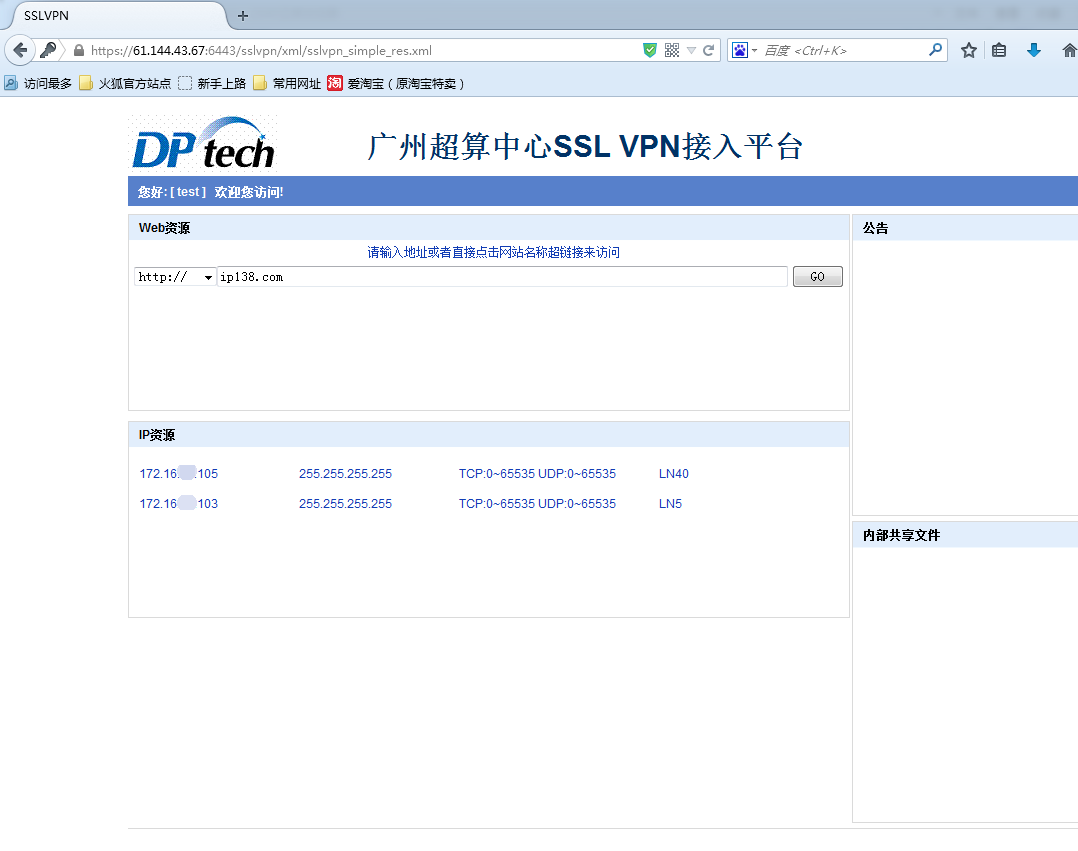 SSLVPN
https://61.144.43.67:6443/sslvpn/xml/sslvpn_simple_res.xml
百度 <Ctrl+K>
访问最多 火狐官方站点 新手上路 常用网址 淘 爱淘宝（原淘宝特卖）
DPtech
广州超算中心SSL VPN接入平台
您好: [ test ] 欢迎您访问!
Web资源
请输入地址或者直接点击网站名称超链接来访问
http:// ip138.com GO
IP资源
172.16. .105 255.255.255.255 TCP:0~65535 UDP:0~65535 LN40
172.16 103 255.255.255.255 TCP:0~65535 UDP:0~65535 LN5
公告
内部共享文件